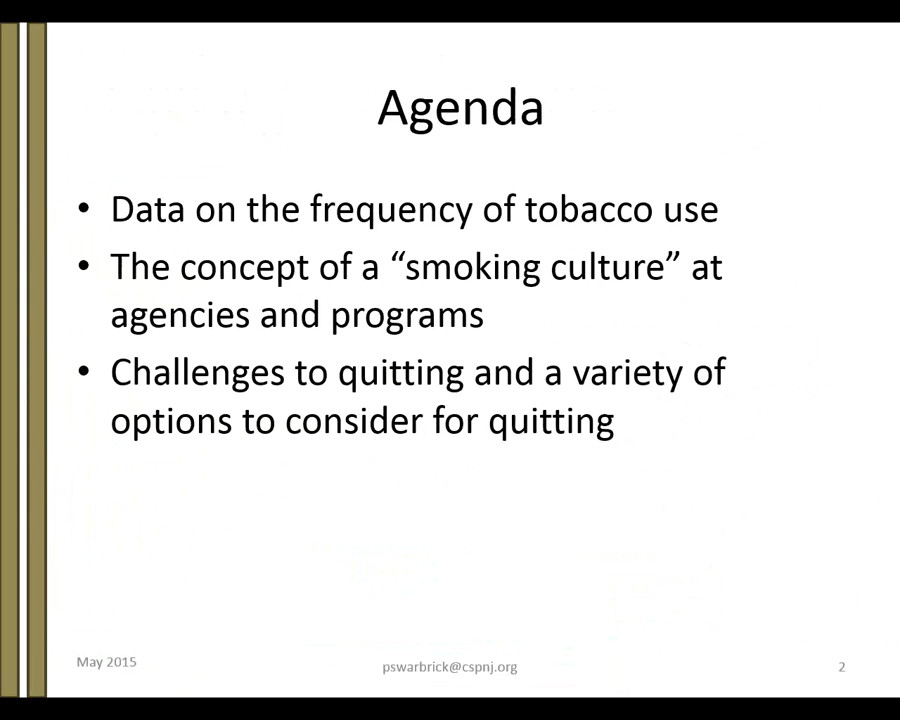 Agenda
• Data on the frequency of tobacco use
• The concept of a “smoking culture” at
agencies and programs
• Challenges to quitting and a variety of
options to consider for quitting
May 2015
pswarbrick@cspnj.org
2